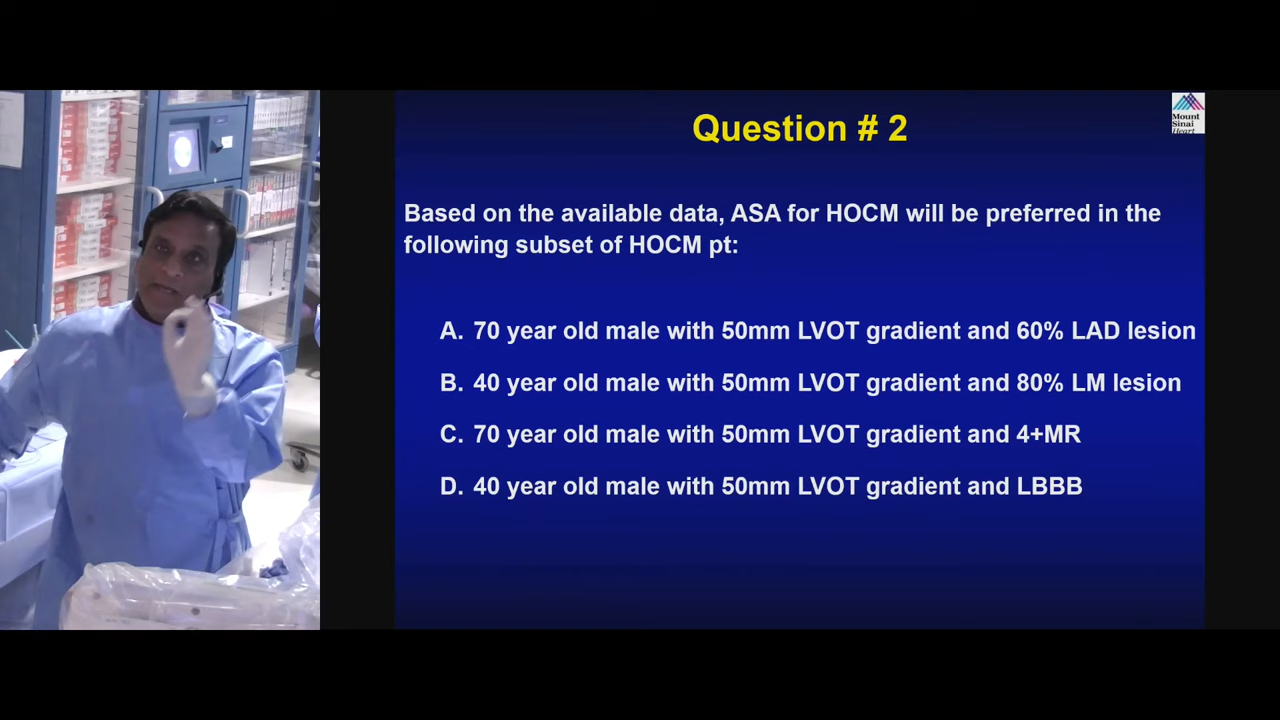 Question # 2
Mount
Sinai
Heart
Based on the available data, ASA for HOCM will be preferred in the
following subset of HOCM pt:
A. 70 year old male with 50mm LVOT gradient and 60% LAD lesion
B. 40 year old male with 50mm LVOT gradient and 80% LM lesion
C. 70 year old male with 50mm LVOT gradient and 4+MR
D. 40 year old male with 50mm LVOT gradient and LBBB